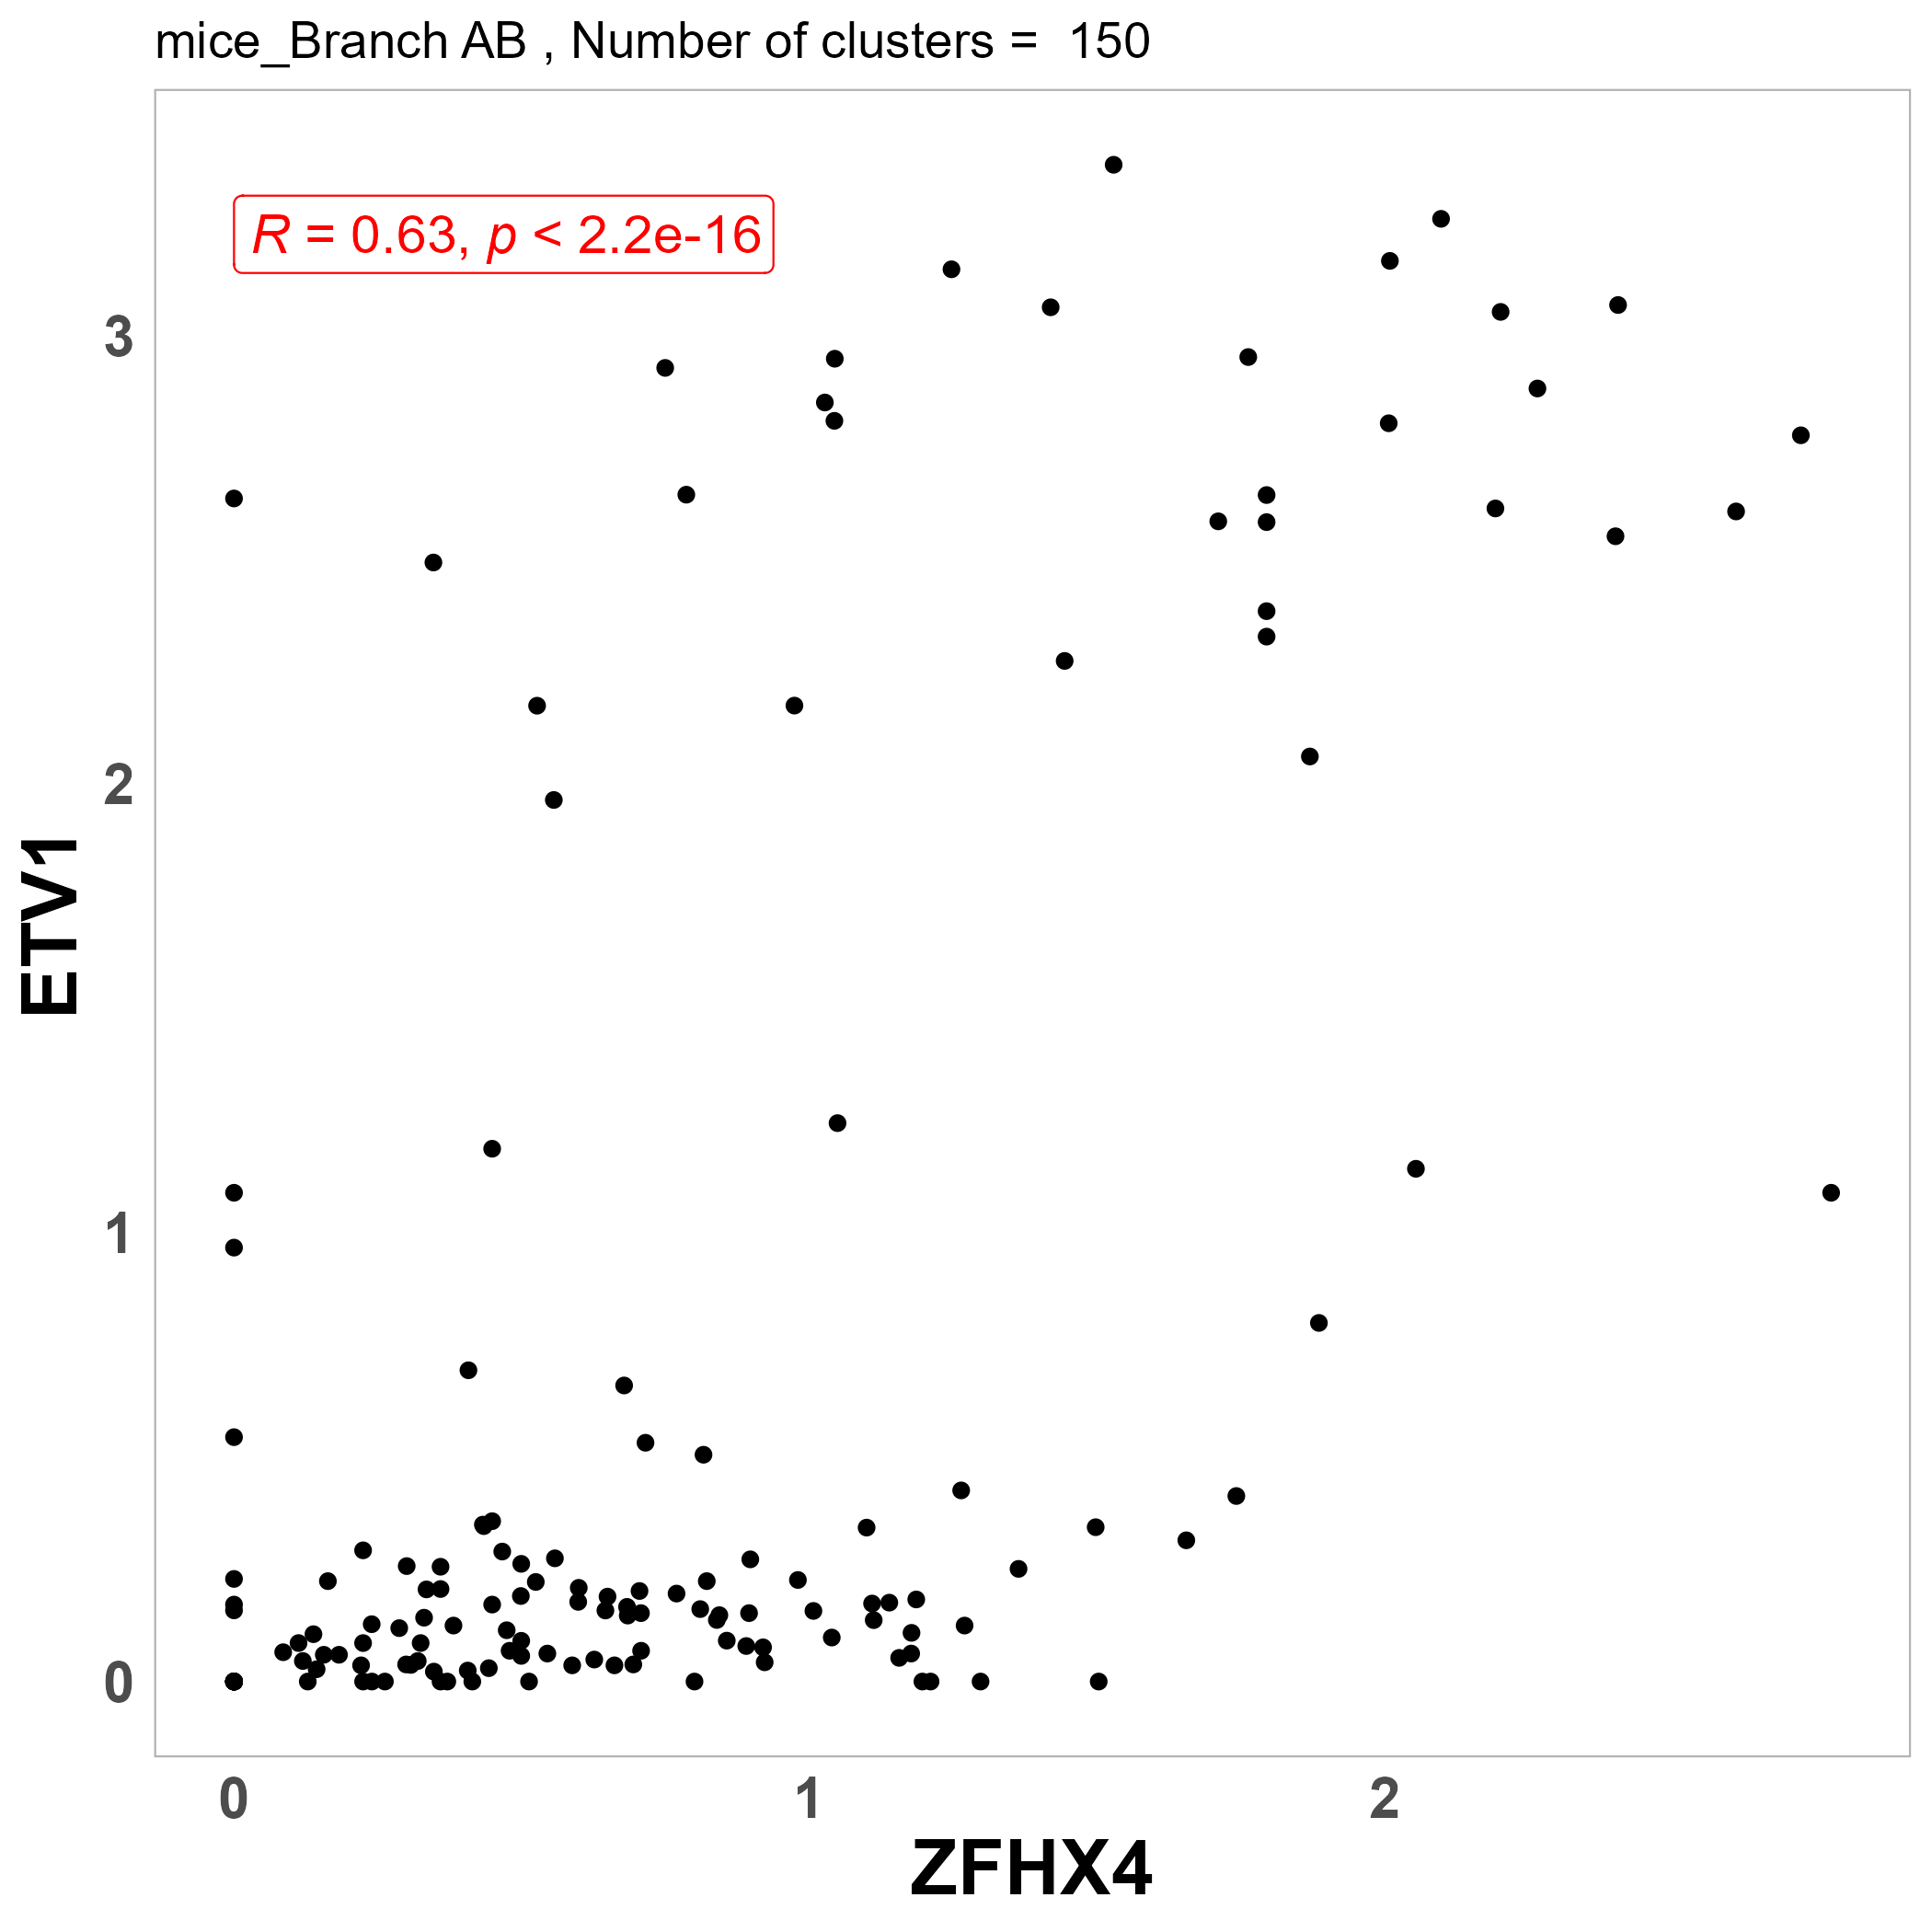 mice_Branch AB , Number of clusters =  150
R = 0.63, p < 2.2e-16
3
2
1
0
ETV1
0 1 2
ZFHX4